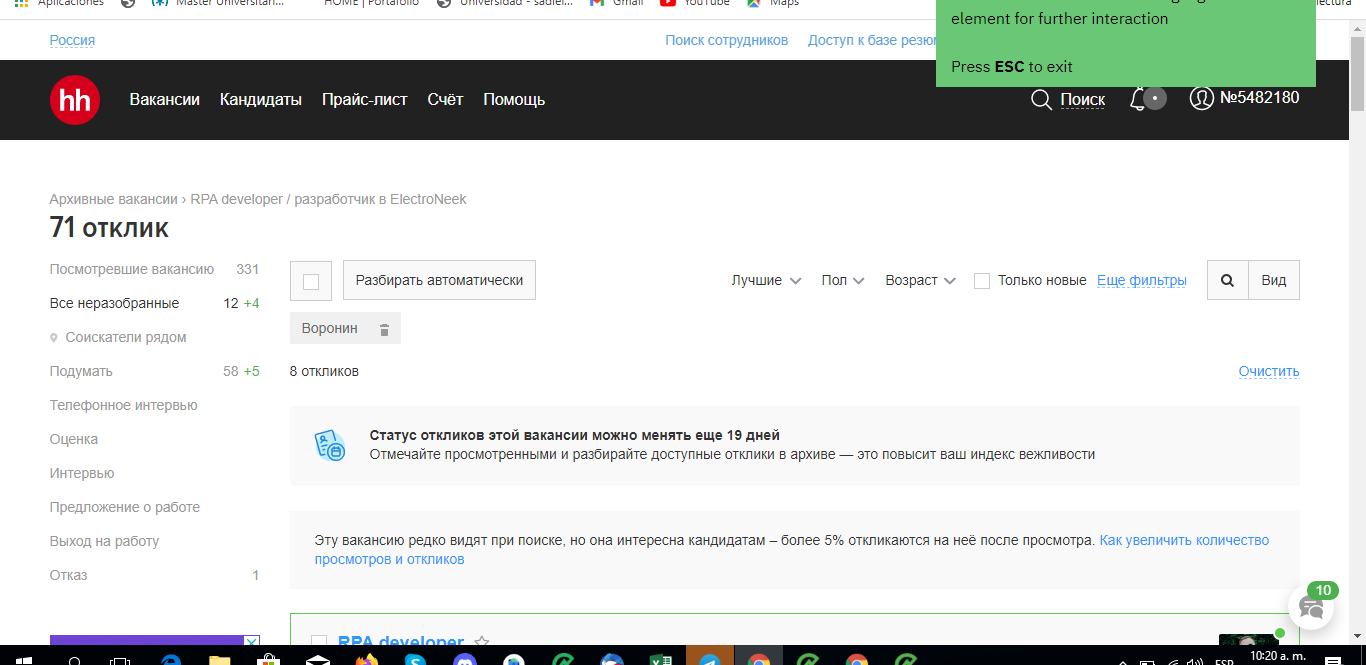 Aplicaciones
Master Universitari...
HOME | Portafolio
Universidad - sadiel...
Gmail
YouTube
Maps
element for further interaction
Press ESC to exit
Россия
Поиск сотрудников
Доступ к базе резюм
hh
Вакансии
Кандидаты
Прайс-лист
Счёт
Помощь
Поиск
№5482180
Архивные вакансии › RPA developer / разработчик в ElectroNeek
71 отклик
Посмотревшие вакансию 331
Все неразобранные 12 +4
Соискатели рядом
Подумать 58 +5
Телефонное интервью
Оценка
Интервью
Предложение о работе
Выход на работу
Отказ 1
Разбирать автоматически
Лучшие
Пол
Возраст
Только новые
Еще фильтры
Вид
Воронин
8 откликов
Очистить
Статус откликов этой вакансии можно менять еще 19 дней
Отмечайте просмотренными и разбирайте доступные отклики в архиве — это повысит ваш индекс вежливости
Эту вакансию редко видят при поиске, но она интересна кандидатам – более 5% откликаются на неё после просмотра. Как увеличить количество
просмотров и откликов
10
RPA developer
ESP
10:20 a. m.